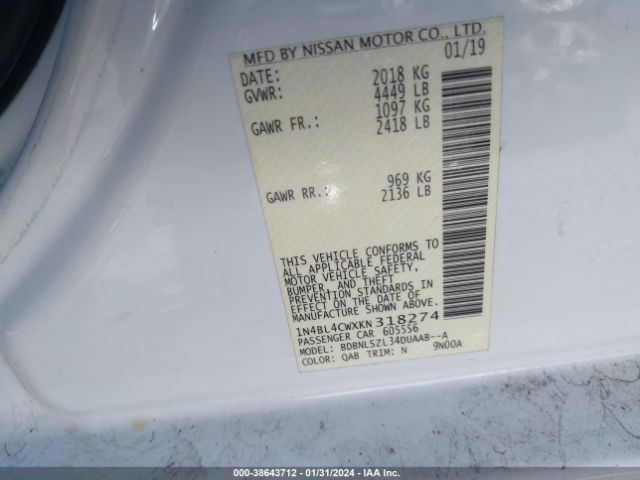 MFD BY NISSAN MOTOR CO., LTD.
01/19
DATE:
GVWR: 2018 KG
4449 LB
GAWR FR.: 1097 KG
2418 LB
GAWR RR.: 969 KG
2136 LB
THIS VEHICLE CONFORMS TO
ALL APPLICABLE FEDERAL
MOTOR VEHICLE SAFETY,
BUMPER, AND THEFT
PREVENTION STANDARDS IN
EFFECT ON THE DATE OF
MANUFACTURE SHOWN ABOVE.
1N4BL4CWXKN318274
PASSENGER CAR 605556
MODEL: BDBNLSZL34DUAAB--A
COLOR: QAB TRIM: N 9N00A
000-38643712 - 01/31/2024 - IAA Inc.